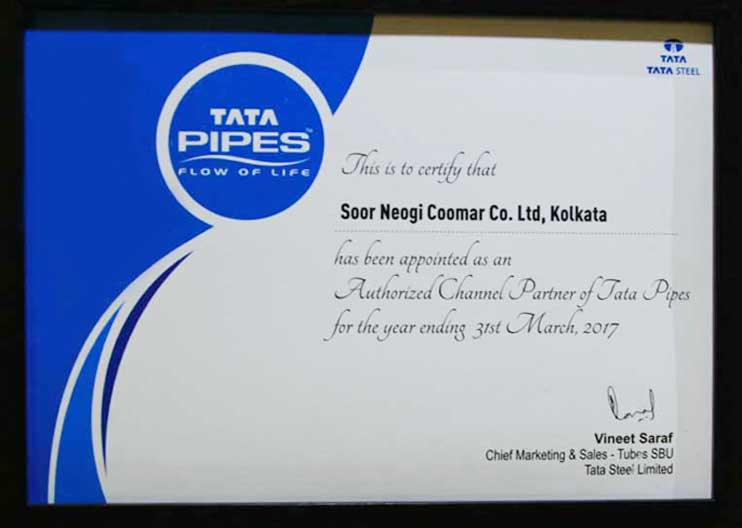 TATA
TATA STEEL
TATA
PIPES™
FLOW OF LIFE
This is to certify that
Soor Neogi Coomar Co. Ltd, Kolkata
has been appointed as an
Authorized Channel Partner of Tata Pipes
for the year ending 31st March, 2017
Vineet Saraf
Chief Marketing & Sales - Tubes SBU
Tata Steel Limited